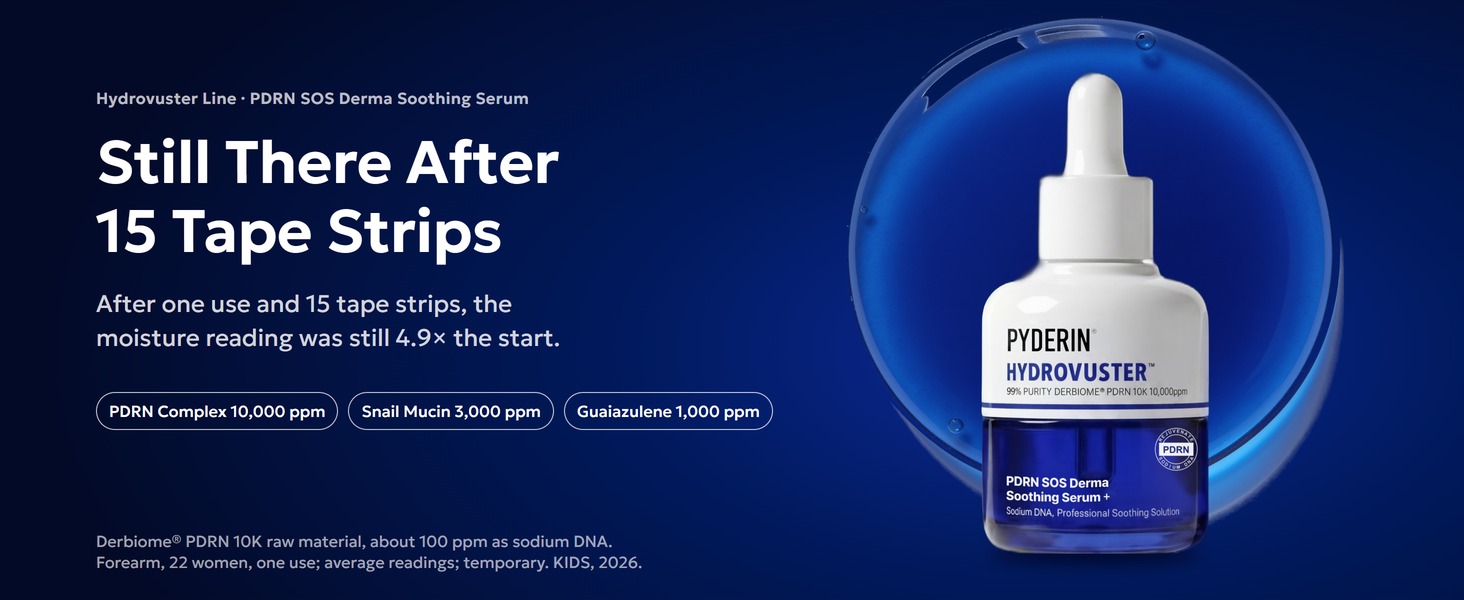 Hydrovuster Line · PDRN SOS Derma Soothing Serum
Still There After
15 Tape Strips
After one use and 15 tape strips, the
moisture reading was still 4.9× the start.
PDRN Complex 10,000 ppm
Snail Mucin 3,000 ppm
Guaiazulene 1,000 ppm
Derbiome® PDRN 10K raw material, about 100 ppm as sodium DNA.
Forearm, 22 women, one use; average readings; temporary. KIDS, 2026.
PYDERIN®
HYDROVUSTER™
99% PURITY DERBIOME® PDRN 10K 10,000ppm
REJUVENATE
PDRN
SODIUM DNA
PDRN SOS Derma
Soothing Serum +
Sodium DNA, Professional Soothing Solution